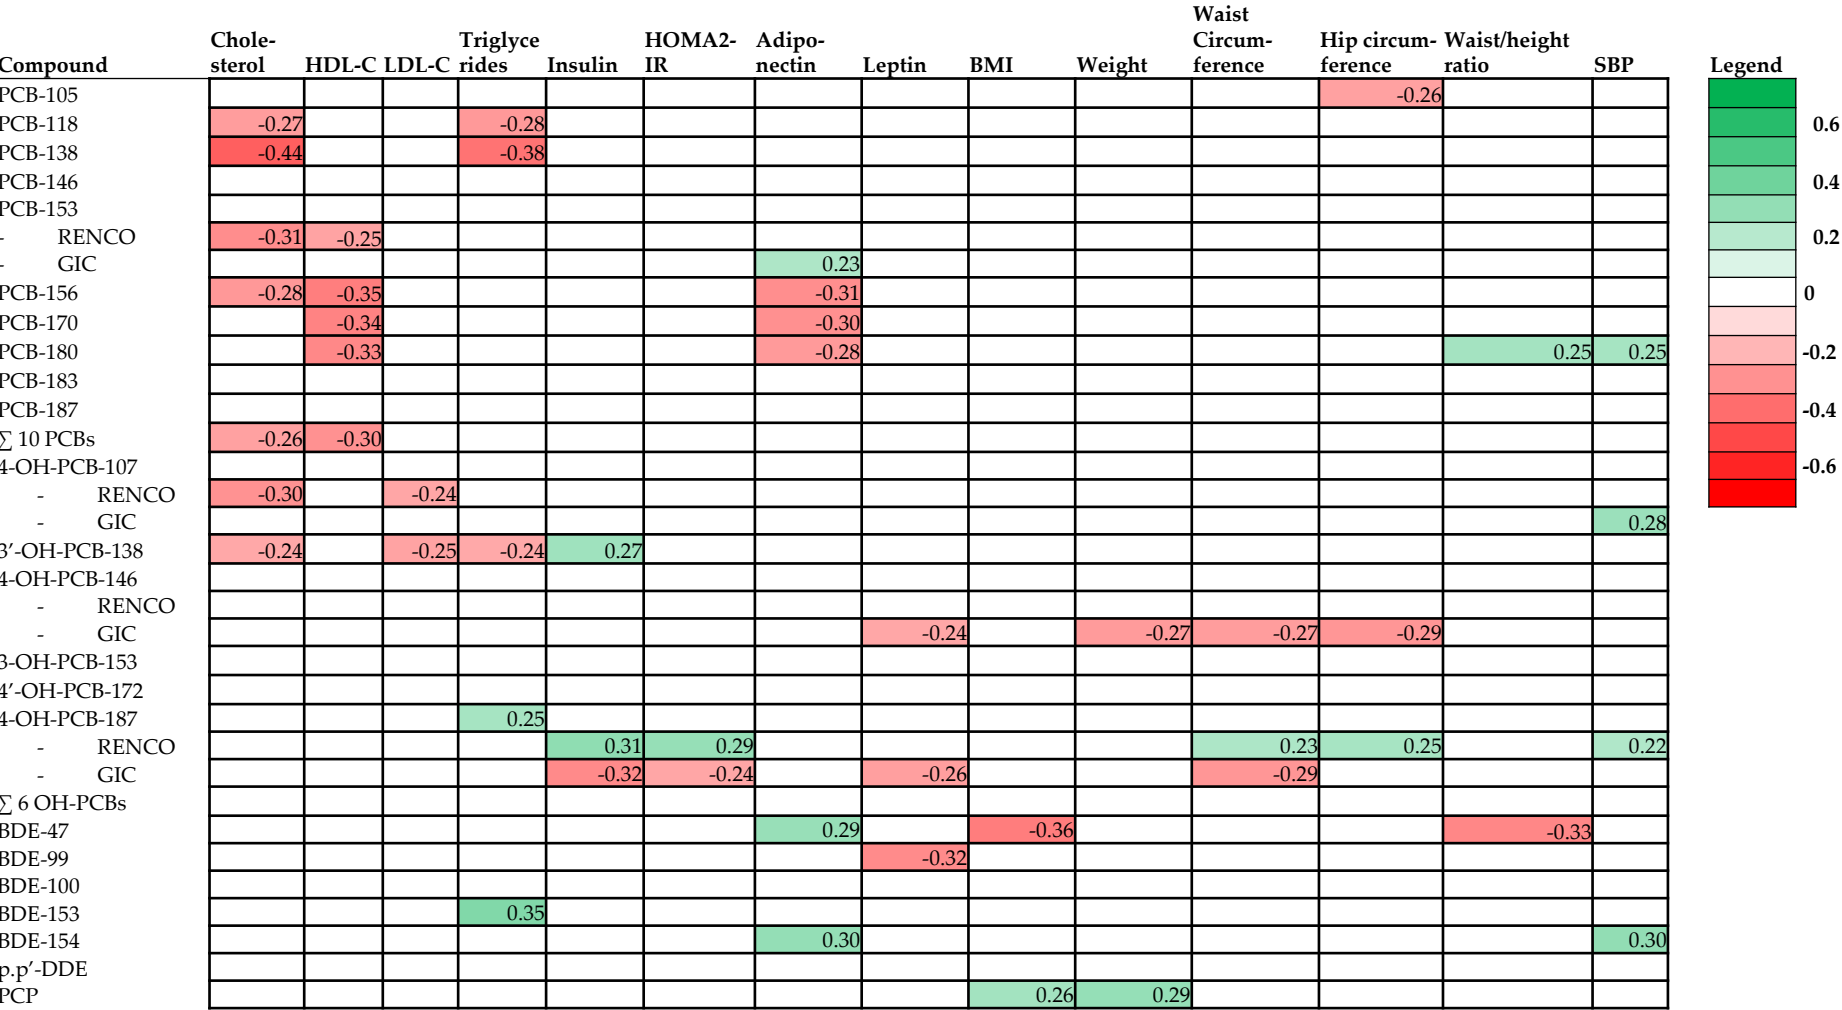 Waist
Chole- Triglyce HOMA2- Adipo- Circum- Hip circum- Waist/height
Compound sterol HDL-C LDL-C rides Insulin IR nectin Leptin BMI Weight ference ference ratio SBP Legend
PCB-105 -0.26
PCB-118 -0.27 -0.28 0.6
PCB-138 -0.44 -0.38
PCB-146 0.4
PCB-153
- RENCO -0.31 -0.25 0.2
- GIC 0.23
PCB-156 -0.28 -0.35 -0.31 0
PCB-170 -0.34 -0.30
PCB-180 -0.33 -0.28 0.25 0.25 -0.2
PCB-183
PCB-187 -0.4
∑ 10 PCBs -0.26 -0.30
4-OH-PCB-107 -0.6
- RENCO -0.30 -0.24
- GIC 0.28
3’-OH-PCB-138 -0.24 -0.25 -0.24 0.27
4-OH-PCB-146
- RENCO
- GIC -0.24 -0.27 -0.27 -0.29
3-OH-PCB-153
4’-OH-PCB-172
4-OH-PCB-187 0.25
- RENCO 0.31 0.29 0.23 0.25 0.22
- GIC -0.32 -0.24 -0.26 -0.29
∑ 6 OH-PCBs
BDE-47 0.29 -0.36 -0.33
BDE-99 -0.32
BDE-100
BDE-153 0.35
BDE-154 0.30 0.30
p.p’-DDE
PCP 0.26 0.29